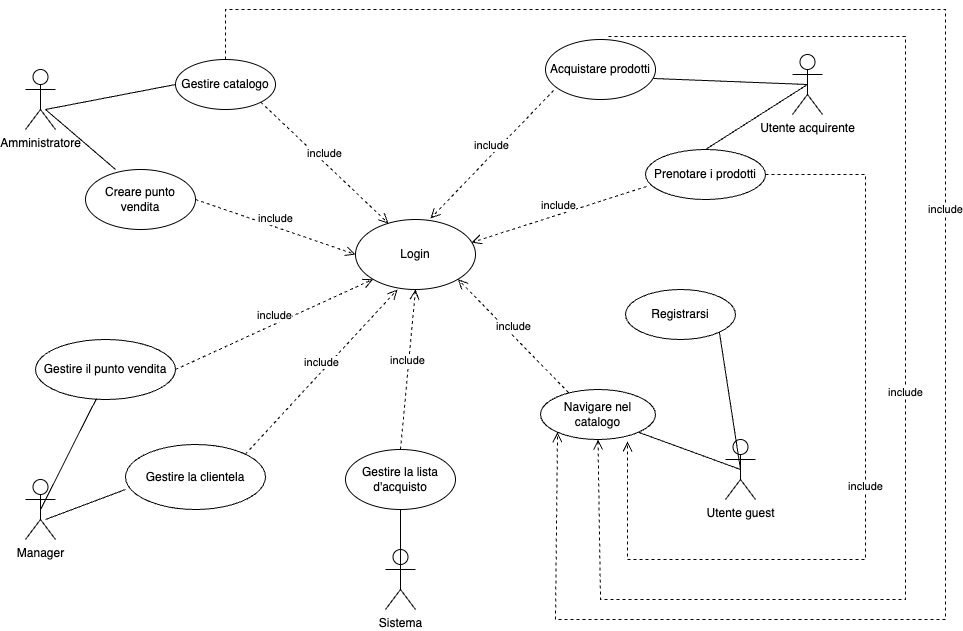 include
Gestire catalogo
Acquistare prodotti
Amministratore
Utente acquirente
include
include
Prenotare i prodotti
Creare punto
vendita
include
include
include
Login
Registrarsi
include
include
Gestire il punto vendita
include
include
include
Navigare nel
catalogo
Gestire la clientela
Gestire la lista
d'acquisto
include
Utente guest
Manager
Sistema